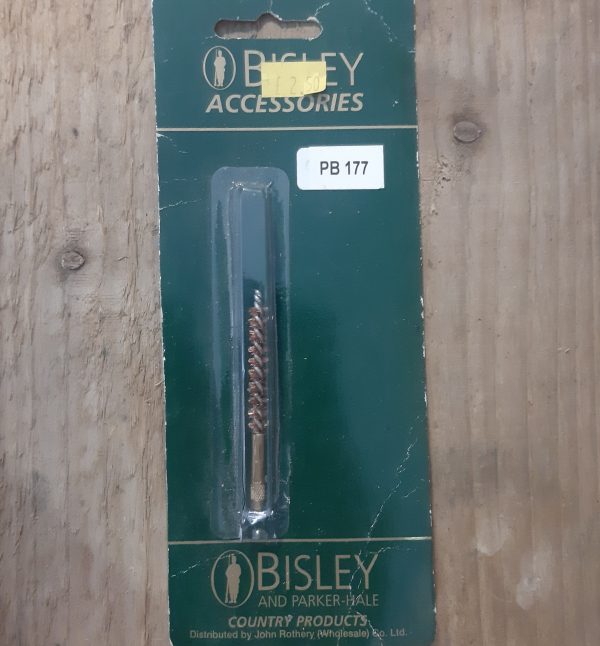 BISLEY
£ 2.50
ACCESSORIES
PB 177
BISLEY
AND PARKER-HALE
COUNTRY PRODUCTS
Distributed by John Rothery (Wholesale) Co. Ltd.